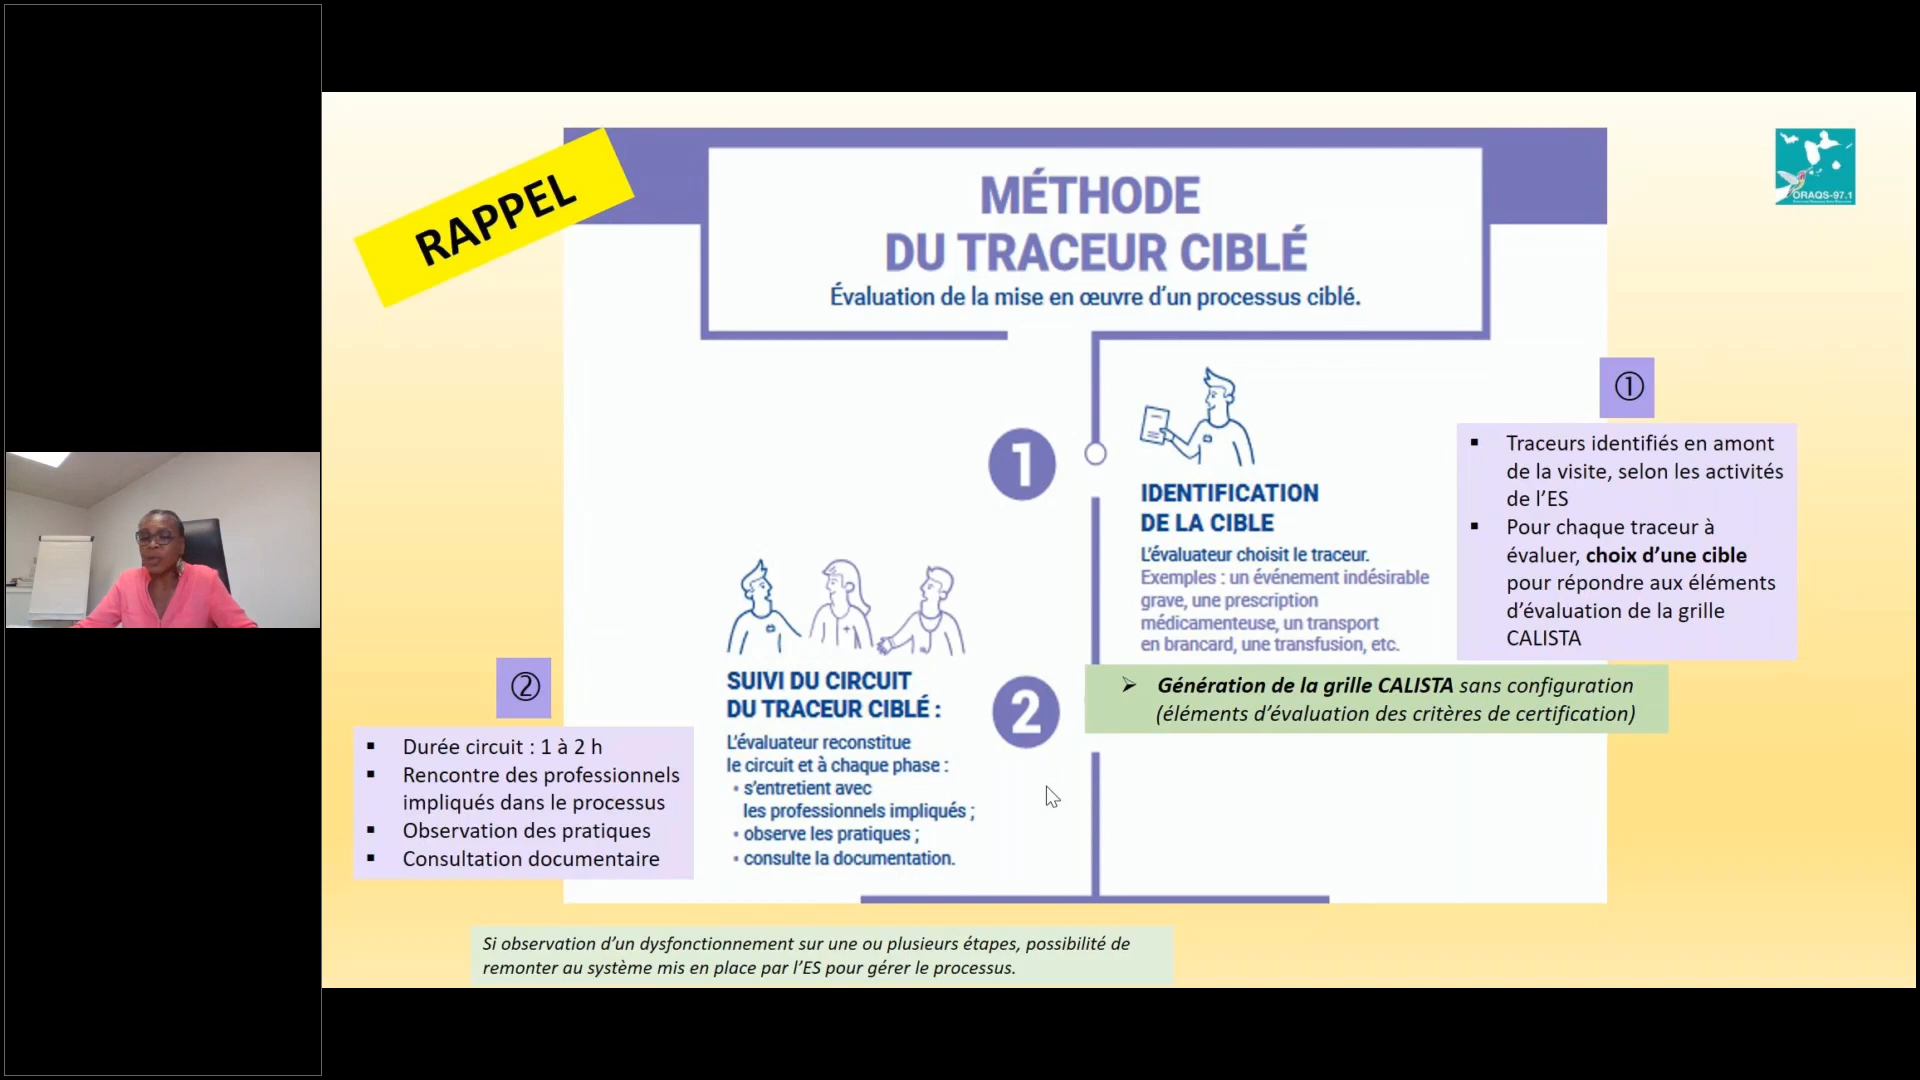 RAPPEL
MÉTHODE
DU TRACEUR CIBLÉ
Évaluation de la mise en œuvre d'un processus ciblé.
ORAQS-97.1
1
IDENTIFICATION
DE LA CIBLE
L'évaluateur choisit le traceur.
Exemples : un événement indésirable
grave, une prescription
médicamenteuse, un transport
en brancard, une transfusion, etc.
①
▪ Traceurs identifiés en amont
de la visite, selon les activités
de l'ES
▪ Pour chaque traceur à
évaluer, choix d'une cible
pour répondre aux éléments
d'évaluation de la grille
CALISTA
➢ Génération de la grille CALISTA sans configuration
(éléments d'évaluation des critères de certification)
2
SUIVI DU CIRCUIT
DU TRACEUR CIBLÉ :
L'évaluateur reconstitue
le circuit et à chaque phase :
• s'entretient avec
les professionnels impliqués ;
• observe les pratiques ;
• consulte la documentation.
②
▪ Durée circuit : 1 à 2 h
▪ Rencontre des professionnels
impliqués dans le processus
▪ Observation des pratiques
▪ Consultation documentaire
Si observation d'un dysfonctionnement sur une ou plusieurs étapes, possibilité de
remonter au système mis en place par l'ES pour gérer le processus.